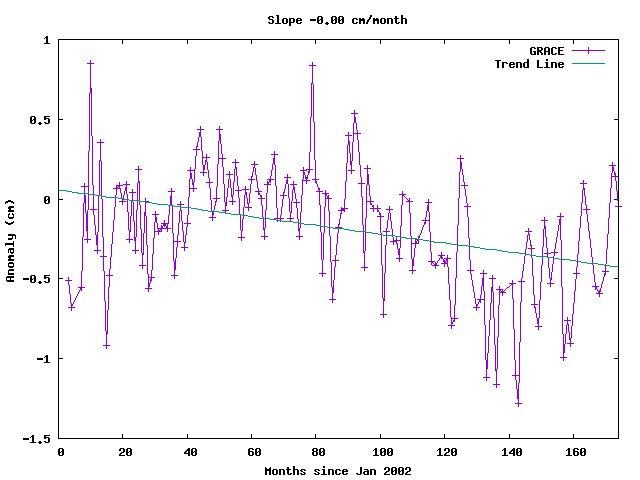 Slope -0.00 cm/month
1
GRACE
Trend Line
0.5
0
Anomaly (cm)
-0.5
-1
-1.5
0 20 40 60 80 100 120 140 160
Months since Jan 2002